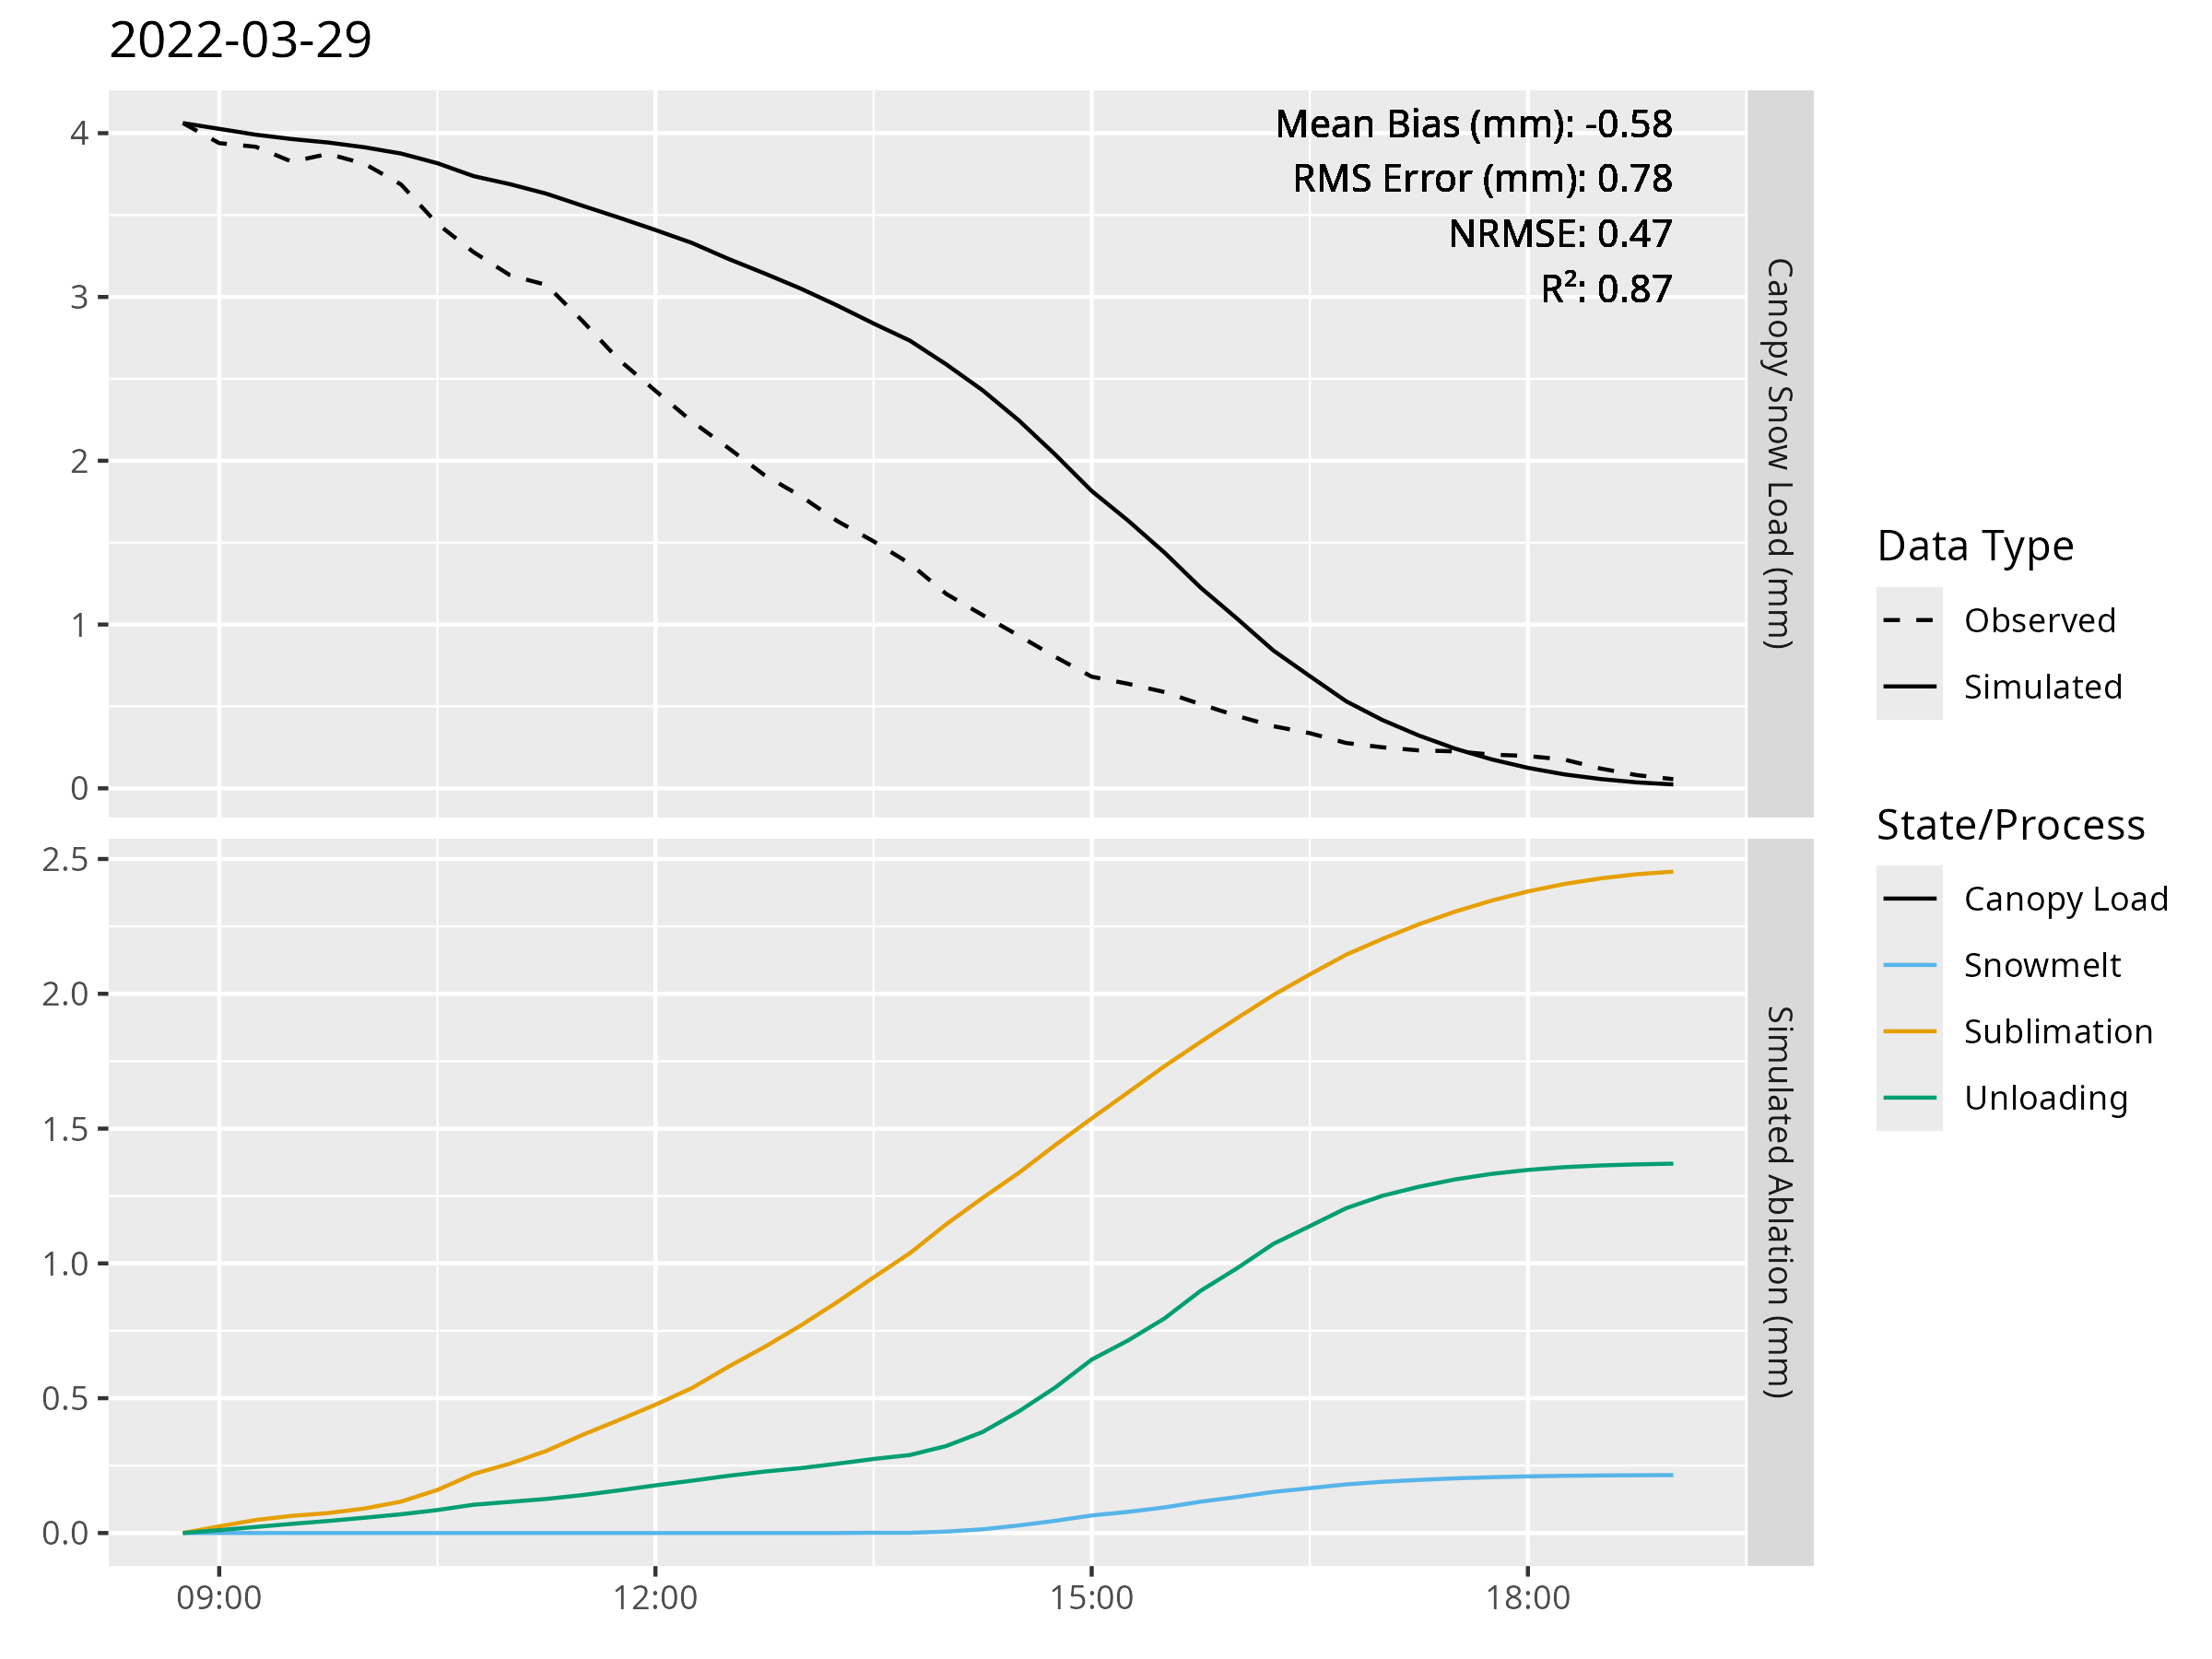 2022-03-29
4
3
2
1
0
Mean Bias (mm): -0.58
RMS Error (mm): 0.78
NRMSE: 0.47
R²: 0.87
Canopy Snow Load (mm)
2.5
2.0
1.5
1.0
0.5
0.0
Simulated Ablation (mm)
09:00
12:00
15:00
18:00
Data Type
Observed
Simulated
State/Process
Canopy Load
Snowmelt
Sublimation
Unloading